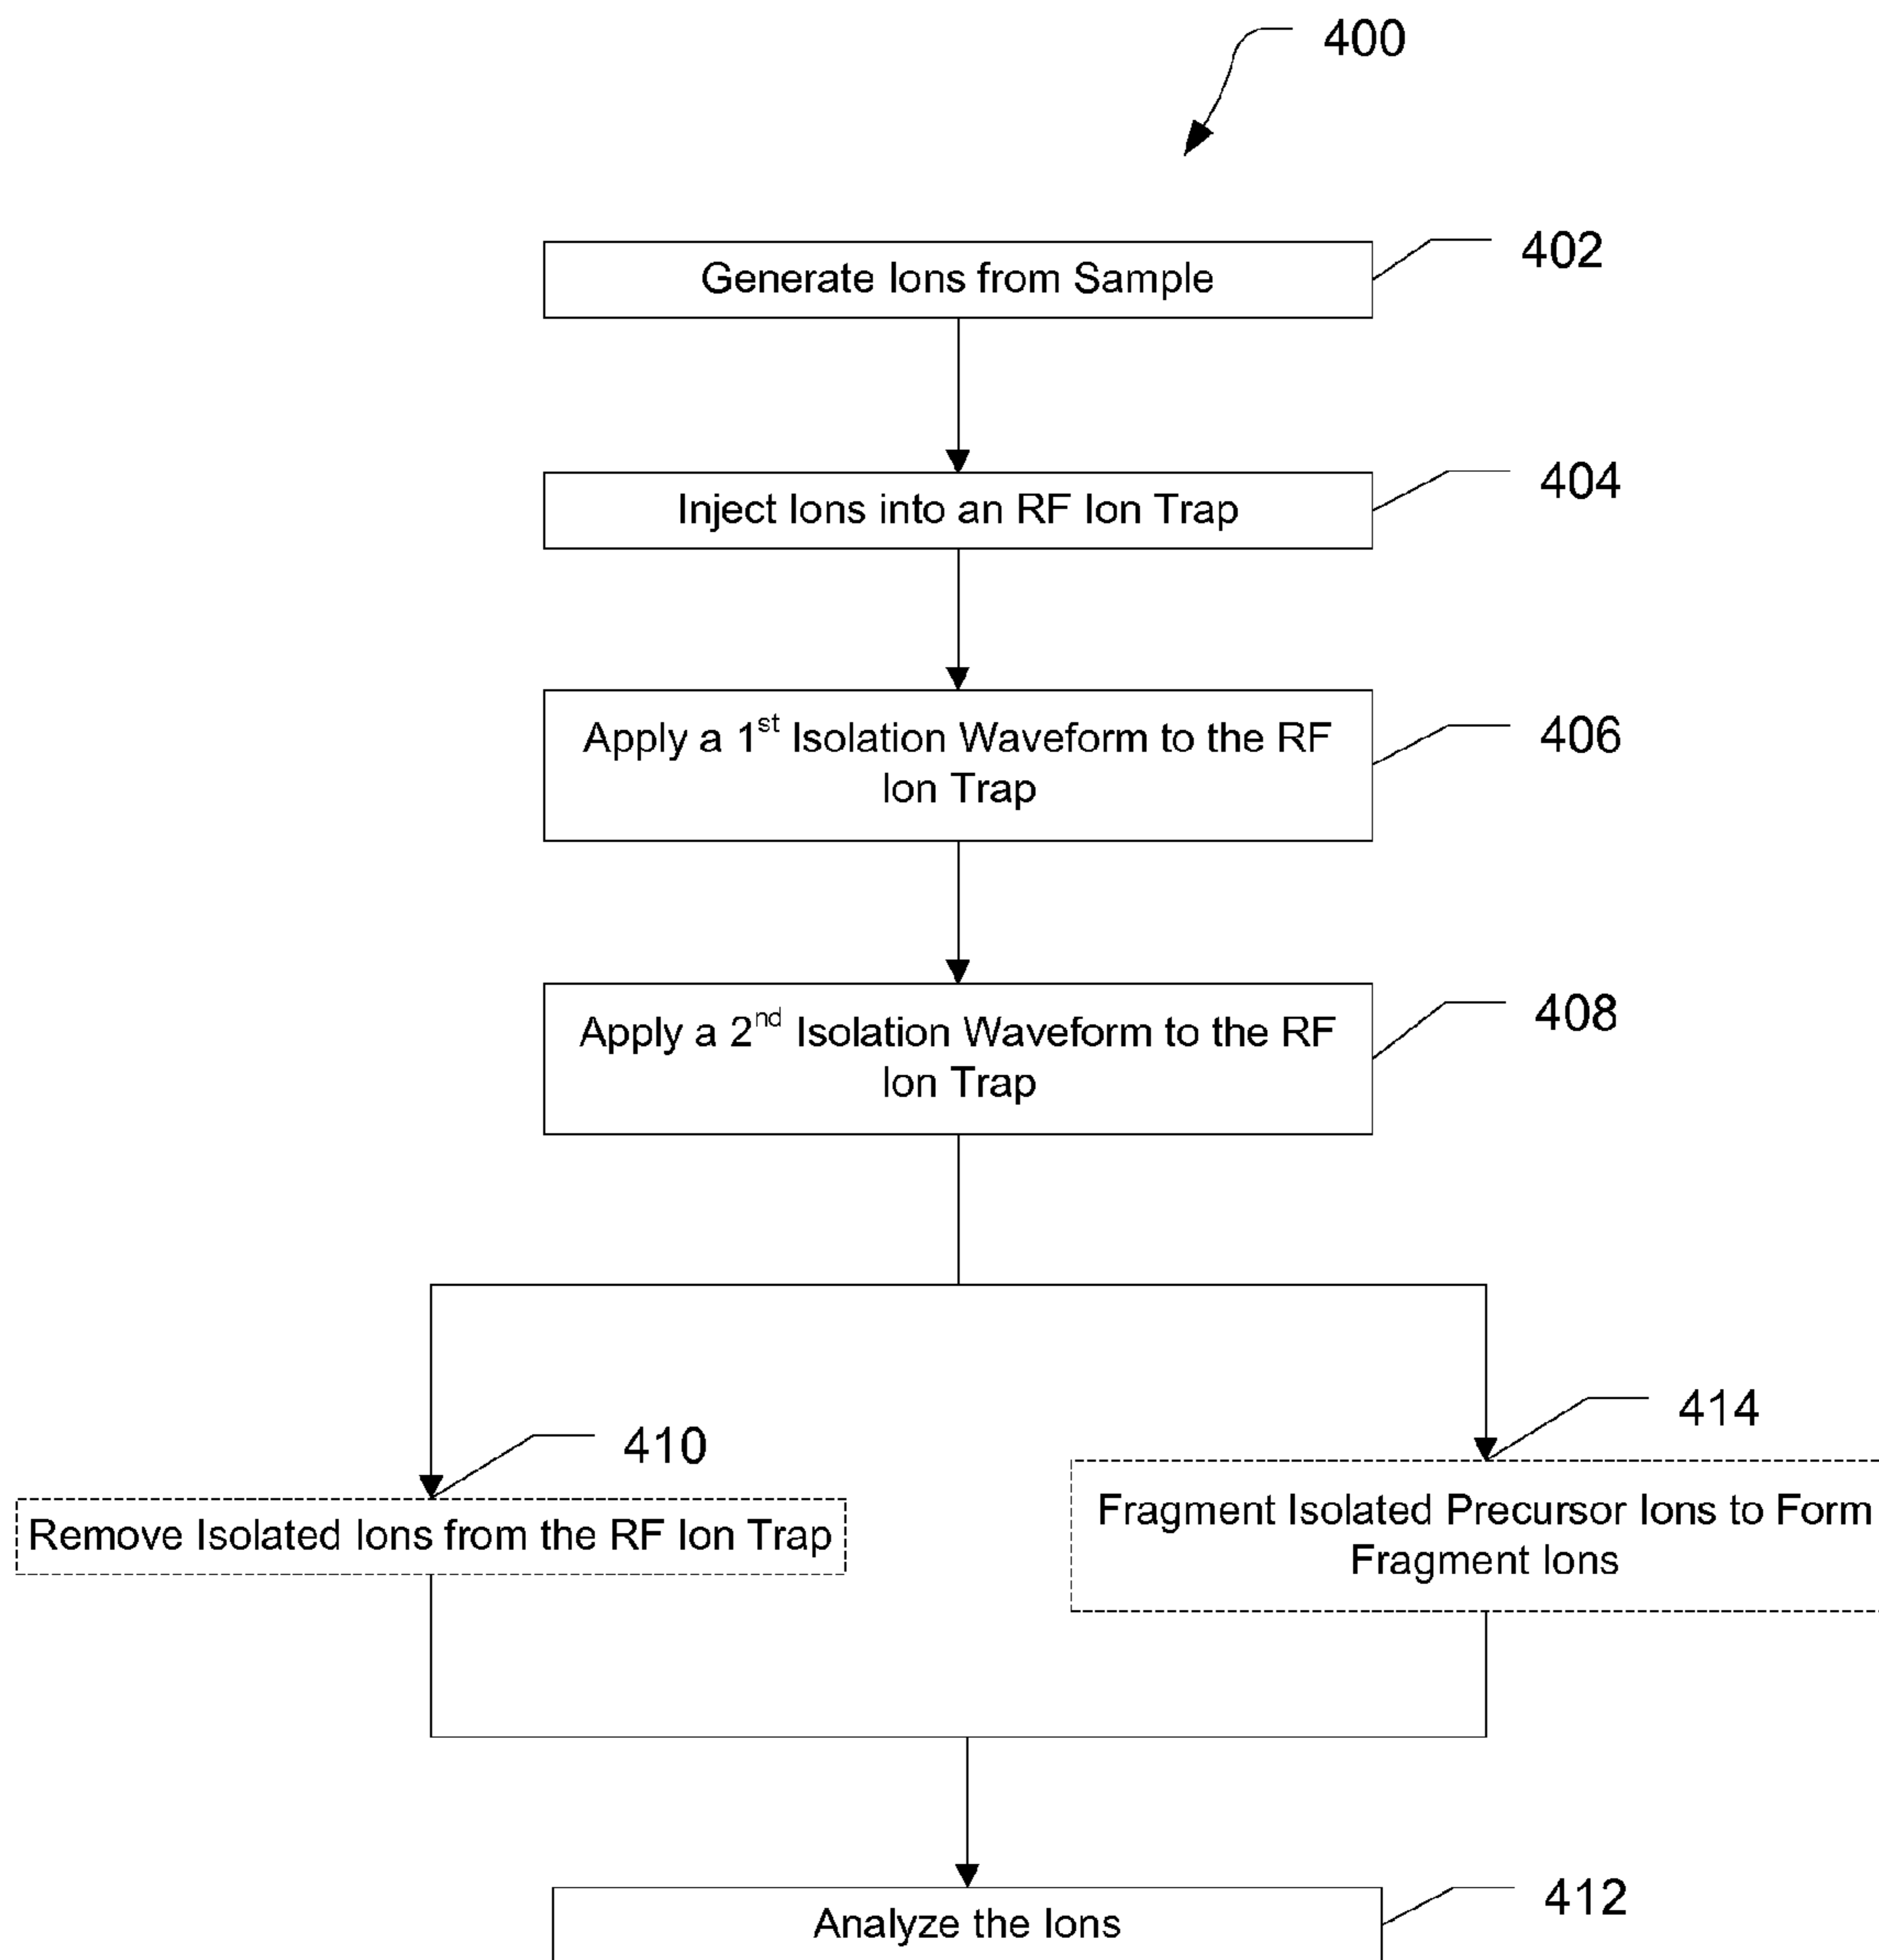 400
402
Generate Ions from Sample
404
Inject Ions into an RF Ion Trap
406
Apply a 1st Isolation Waveform to the RF
Ion Trap
408
Apply a 2nd Isolation Waveform to the RF
Ion Trap
410
Remove Isolated Ions from the RF Ion Trap
414
Fragment Isolated Precursor Ions to Form
Fragment Ions
412
Analyze the Ions